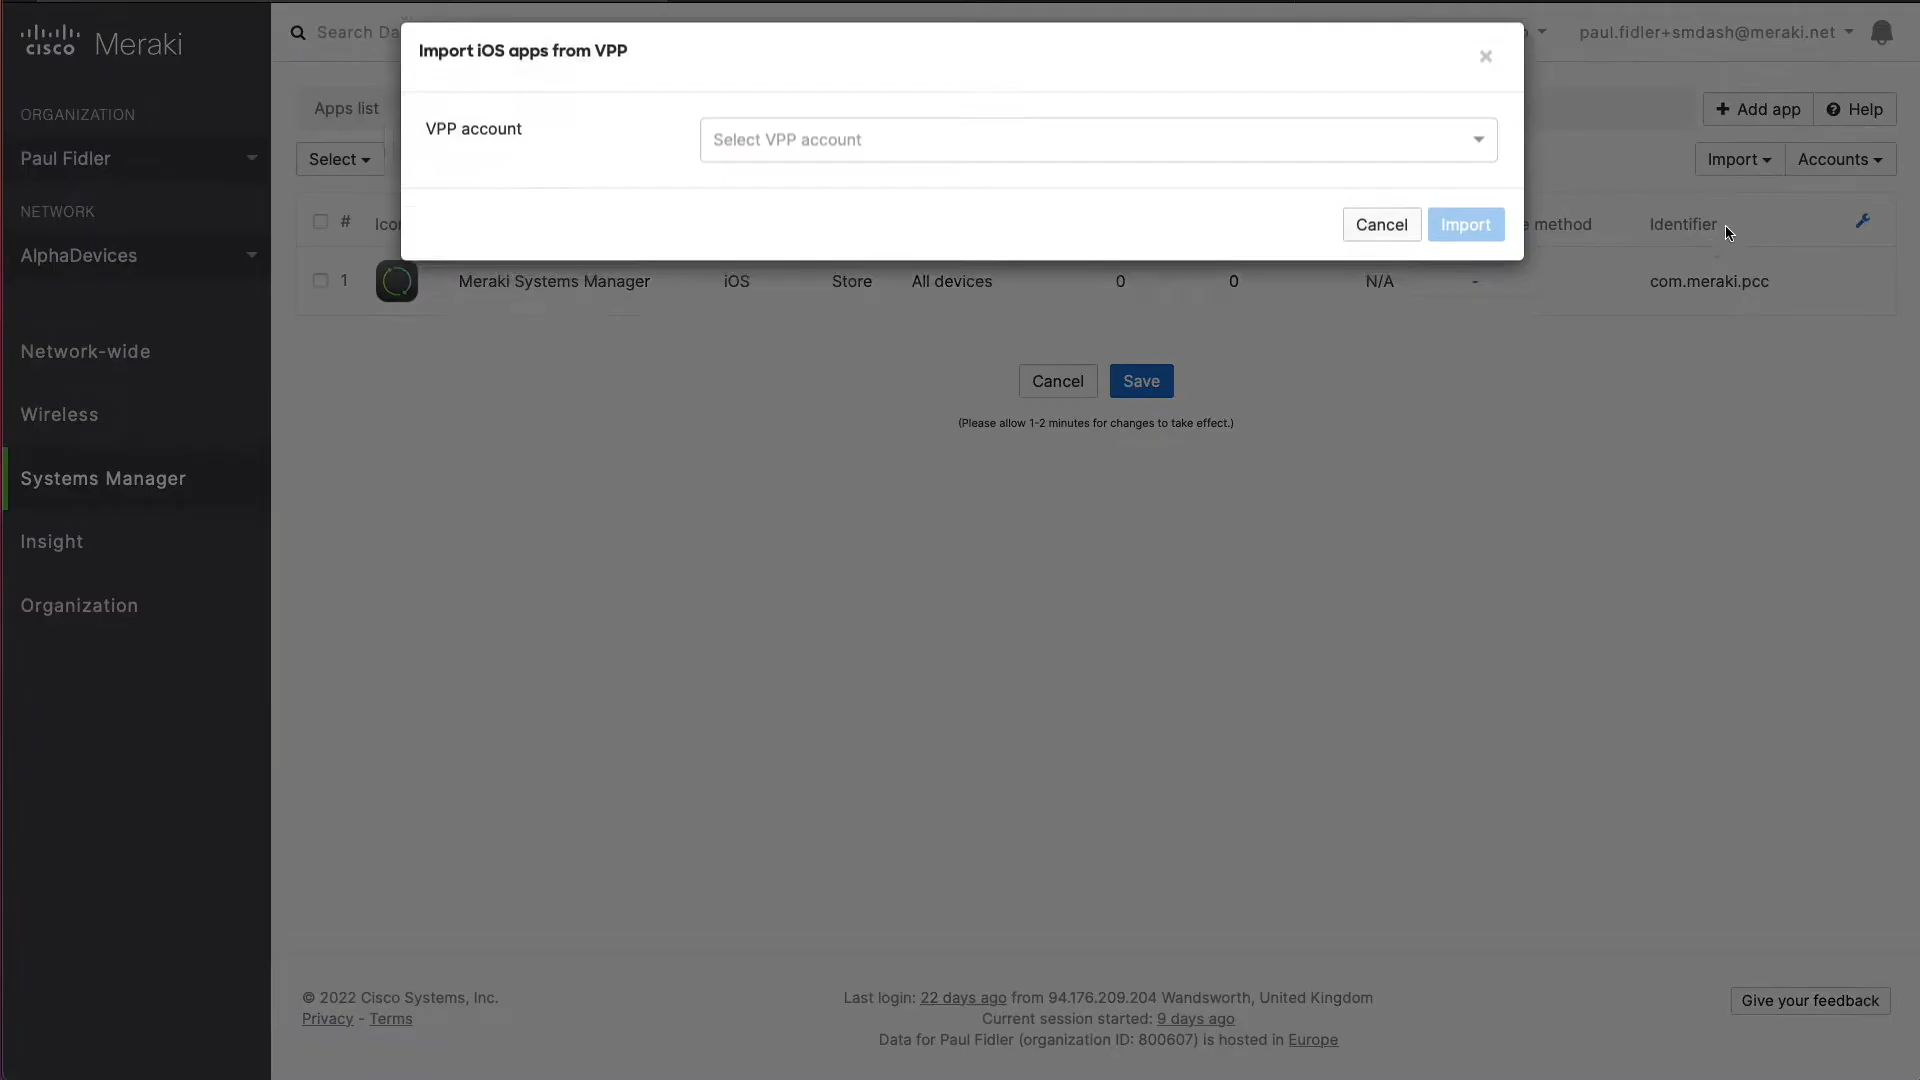 cisco Meraki
ORGANIZATION
Paul Fidler
NETWORK
AlphaDevices
Network-wide
Wireless
Systems Manager
Insight
Organization
Search Da
paul.fidler+smdash@meraki.net
Import iOS apps from VPP
×
VPP account
Select VPP account
Cancel Import
Apps list
+ Add app
Help
Select
Import
Accounts
# method Identifier
1 Meraki Systems Manager iOS Store All devices 0 0 N/A - com.meraki.pcc
Cancel Save
(Please allow 1-2 minutes for changes to take effect.)
© 2022 Cisco Systems, Inc.
Privacy - Terms
Last login: 22 days ago from 94.176.209.204 Wandsworth, United Kingdom
Current session started: 9 days ago
Data for Paul Fidler (organization ID: 800607) is hosted in Europe
Give your feedback